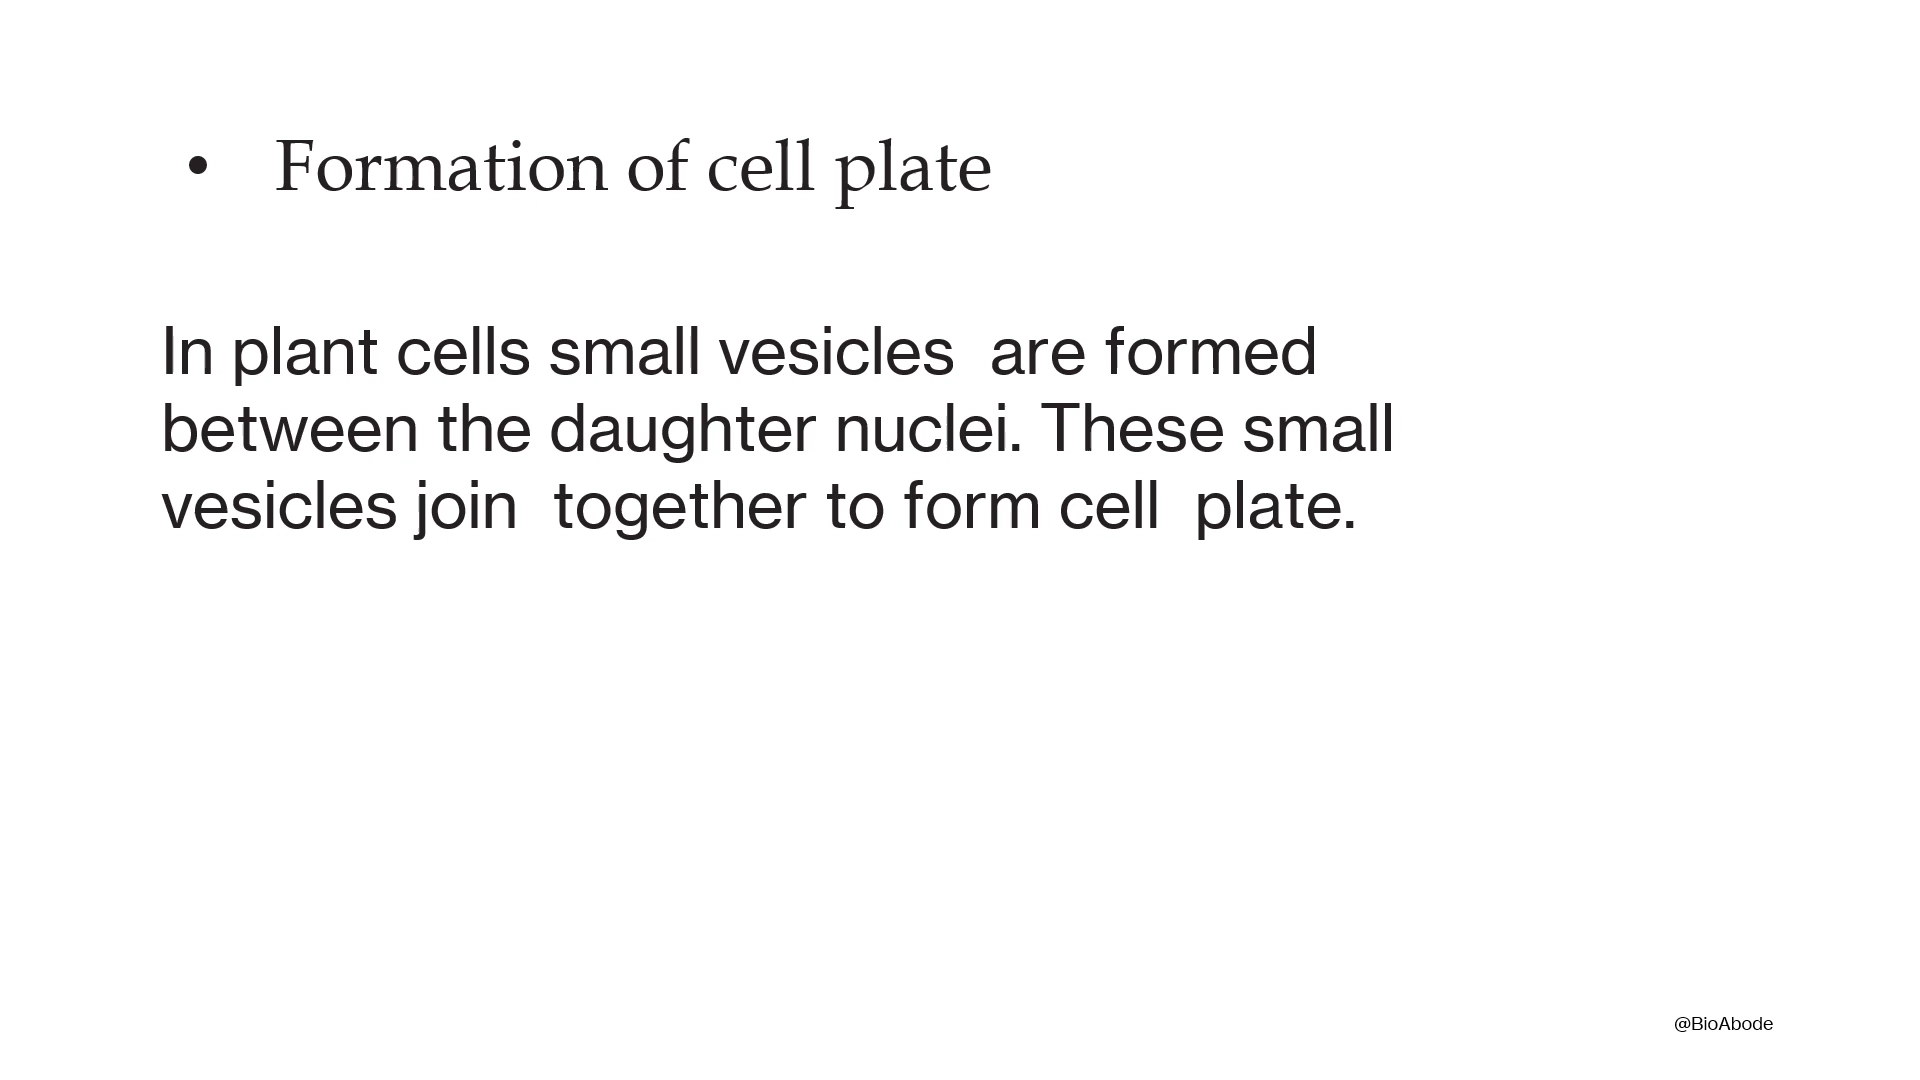 • Formation of cell plate
In plant cells small vesicles  are formed
between the daughter nuclei. These small
vesicles join  together to form cell  plate.
@BioAbode